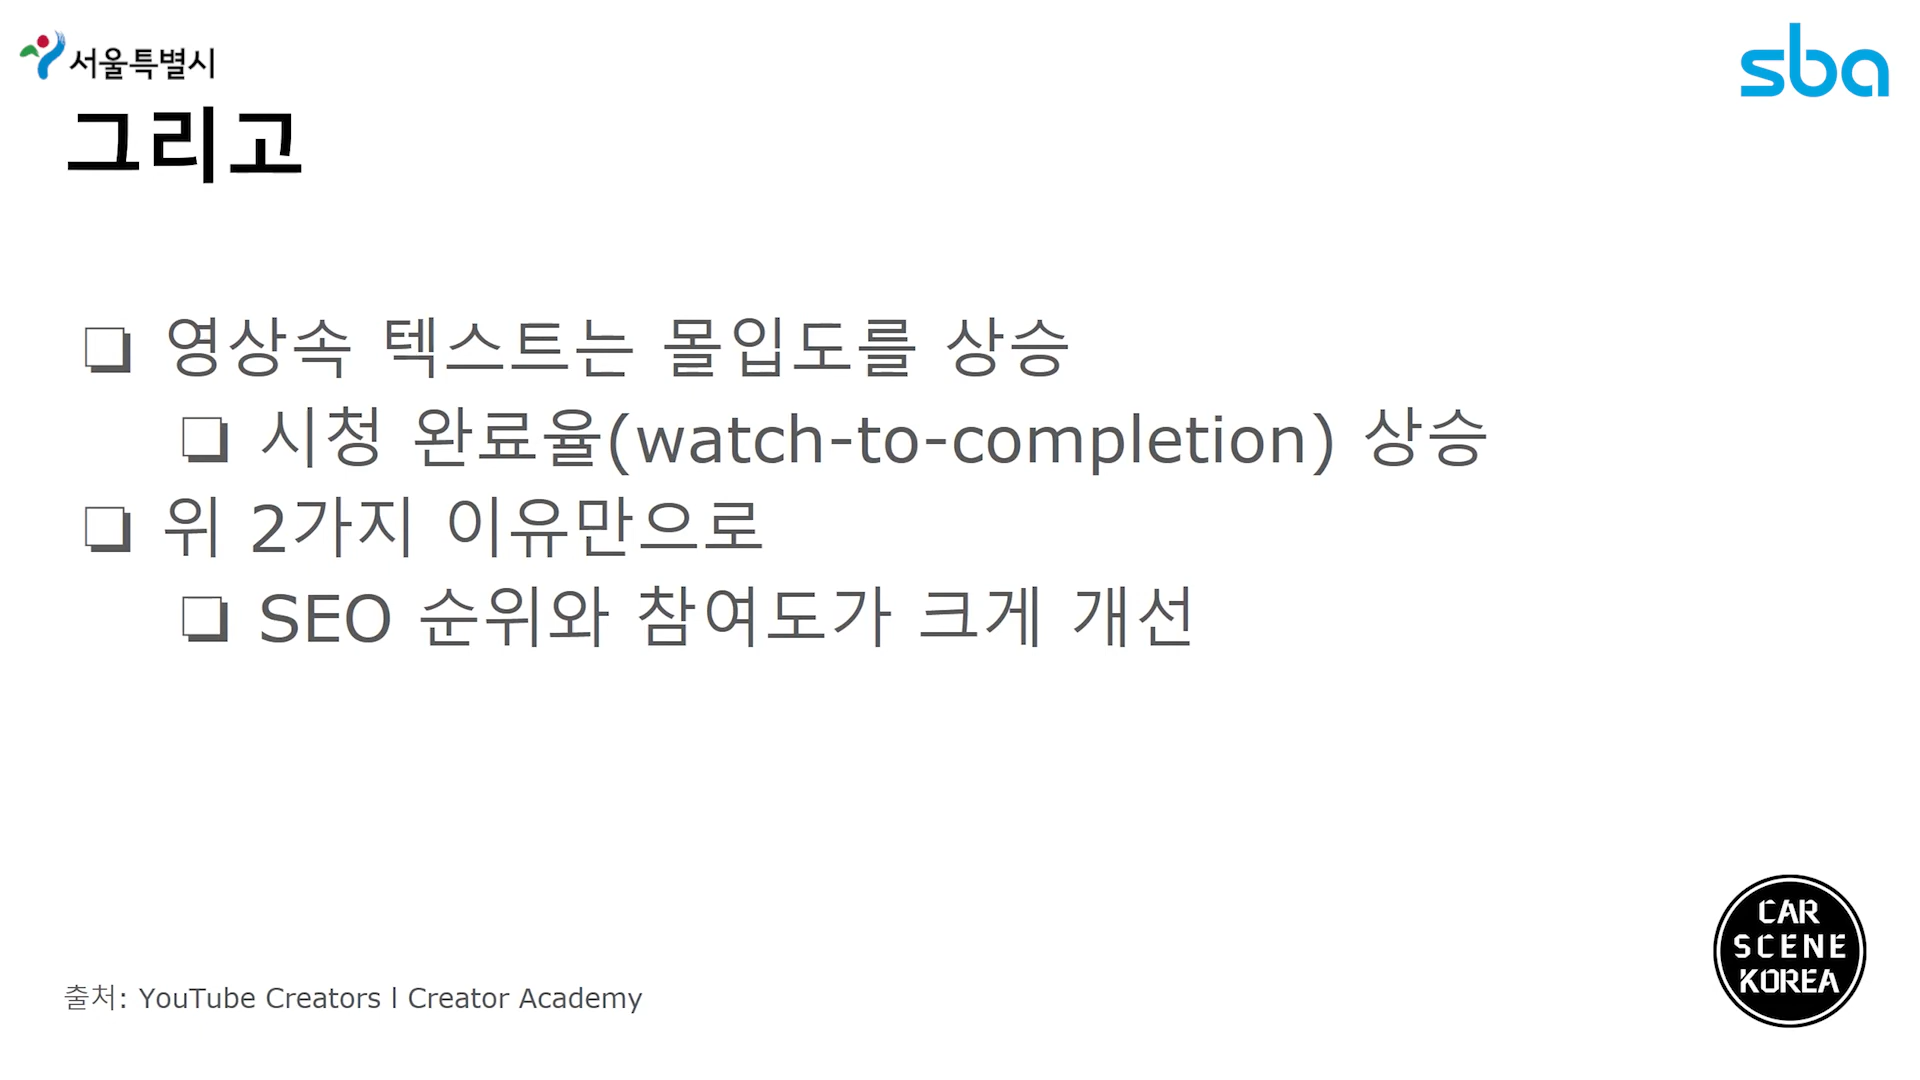 서울특별시
sba
그리고
❏ 영상속 텍스트는 몰입도를 상승
❏ 시청 완료율(watch-to-completion) 상승
❏ 위 2가지 이유만으로
❏ SEO 순위와 참여도가 크게 개선
CAR
SCENE
KOREA
출처: YouTube Creators l Creator Academy